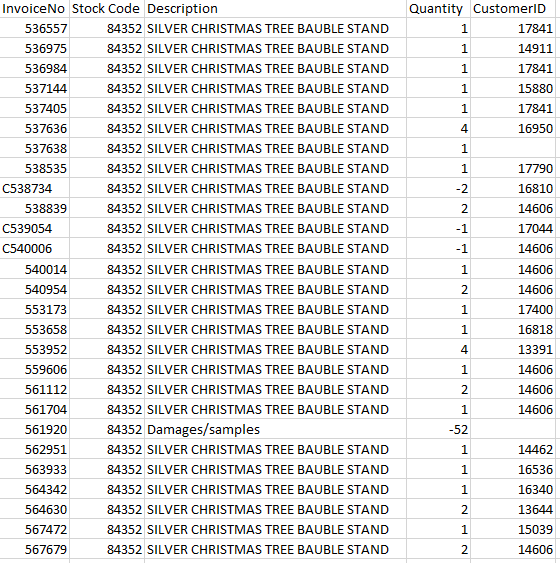 InvoiceNo Stock Code Description Quantity CustomerID
536557 84352 SILVER CHRISTMAS TREE BAUBLE STAND 1 17841
536975 84352 SILVER CHRISTMAS TREE BAUBLE STAND 1 14911
536984 84352 SILVER CHRISTMAS TREE BAUBLE STAND 1 17841
537144 84352 SILVER CHRISTMAS TREE BAUBLE STAND 1 15880
537405 84352 SILVER CHRISTMAS TREE BAUBLE STAND 1 17841
537636 84352 SILVER CHRISTMAS TREE BAUBLE STAND 4 16950
537638 84352 SILVER CHRISTMAS TREE BAUBLE STAND 1
538535 84352 SILVER CHRISTMAS TREE BAUBLE STAND 1 17790
C538734 84352 SILVER CHRISTMAS TREE BAUBLE STAND -2 16810
538839 84352 SILVER CHRISTMAS TREE BAUBLE STAND 2 14606
C539054 84352 SILVER CHRISTMAS TREE BAUBLE STAND -1 17044
C540006 84352 SILVER CHRISTMAS TREE BAUBLE STAND -1 14606
540014 84352 SILVER CHRISTMAS TREE BAUBLE STAND 1 14606
540954 84352 SILVER CHRISTMAS TREE BAUBLE STAND 2 14606
553173 84352 SILVER CHRISTMAS TREE BAUBLE STAND 1 17400
553658 84352 SILVER CHRISTMAS TREE BAUBLE STAND 1 16818
553952 84352 SILVER CHRISTMAS TREE BAUBLE STAND 4 13391
559606 84352 SILVER CHRISTMAS TREE BAUBLE STAND 1 14606
561112 84352 SILVER CHRISTMAS TREE BAUBLE STAND 2 14606
561704 84352 SILVER CHRISTMAS TREE BAUBLE STAND 1 14606
561920 84352 Damages/samples -52
562951 84352 SILVER CHRISTMAS TREE BAUBLE STAND 1 14462
563933 84352 SILVER CHRISTMAS TREE BAUBLE STAND 1 16536
564342 84352 SILVER CHRISTMAS TREE BAUBLE STAND 1 16340
564630 84352 SILVER CHRISTMAS TREE BAUBLE STAND 2 13644
567472 84352 SILVER CHRISTMAS TREE BAUBLE STAND 1 15039
567679 84352 SILVER CHRISTMAS TREE BAUBLE STAND 2 14606